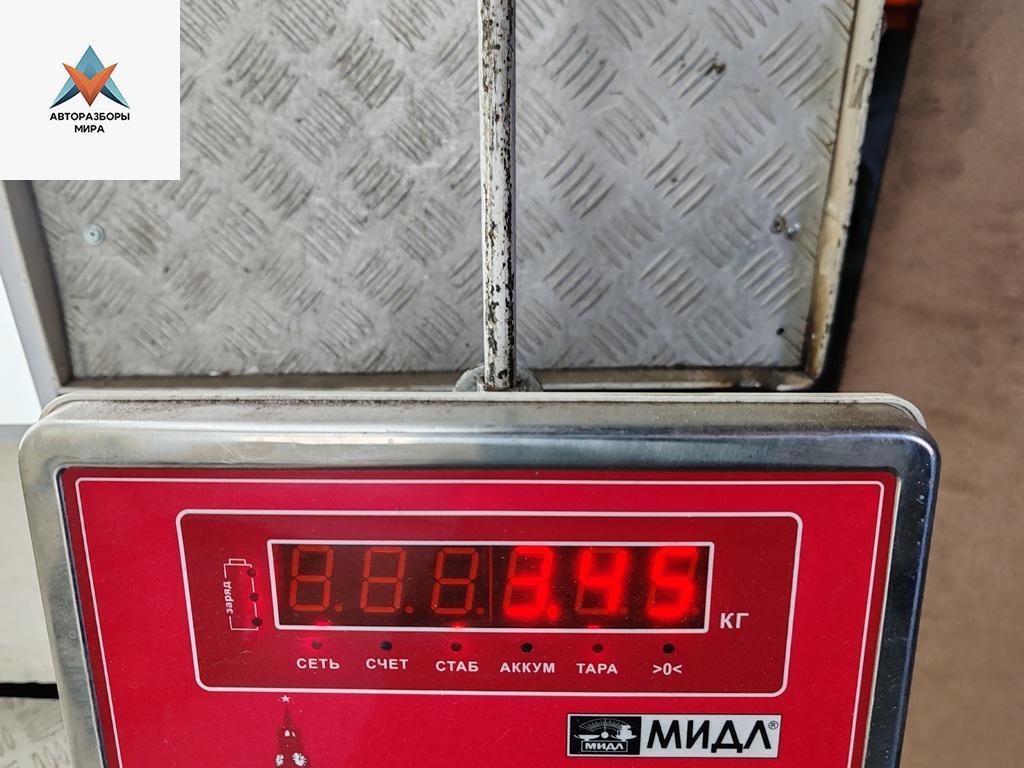 АВТОРАЗБОРЫ
МИРА
заряд
3.45
КГ
СЕТЬ СЧЕТ СТАБ АККУМ ТАРА >0<
МИДЛ МИДЛ®